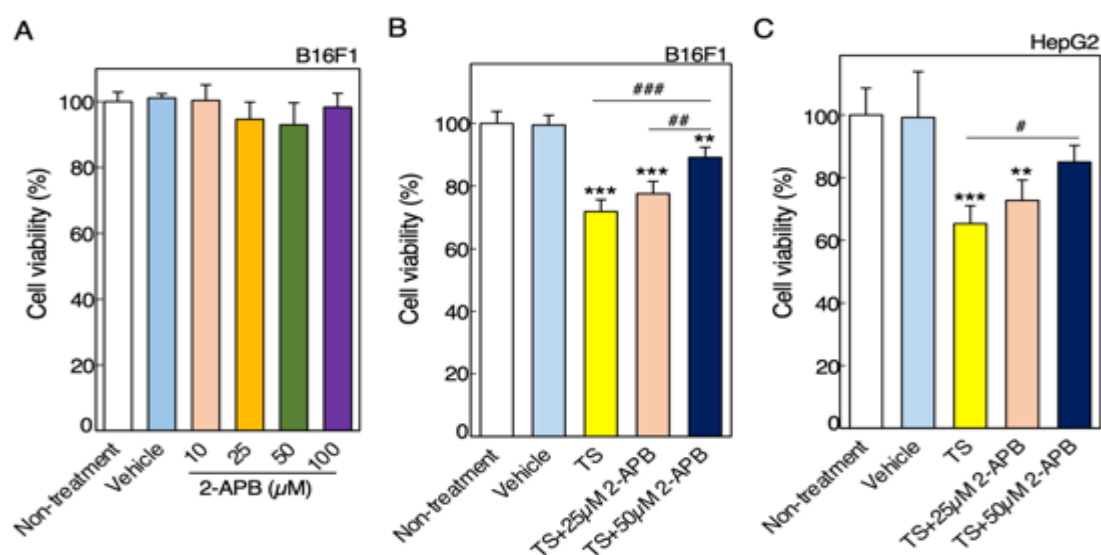 A
B16F1
Cell viability (%)
100
80
60
40
20
0
Non-treatment
Vehicle
10
25
50
100
2-APB (µM)
B
B16F1
Cell viability (%)
100
80
60
40
20
0
###
##
***
***
**
Non-treatment
Vehicle
TS
TS+25µM 2-APB
TS+50µM 2-APB
C
HepG2
Cell viability (%)
100
80
60
40
20
0
#
***
**
Non-treatment
Vehicle
TS
TS+25µM 2-APB
TS+50µM 2-APB